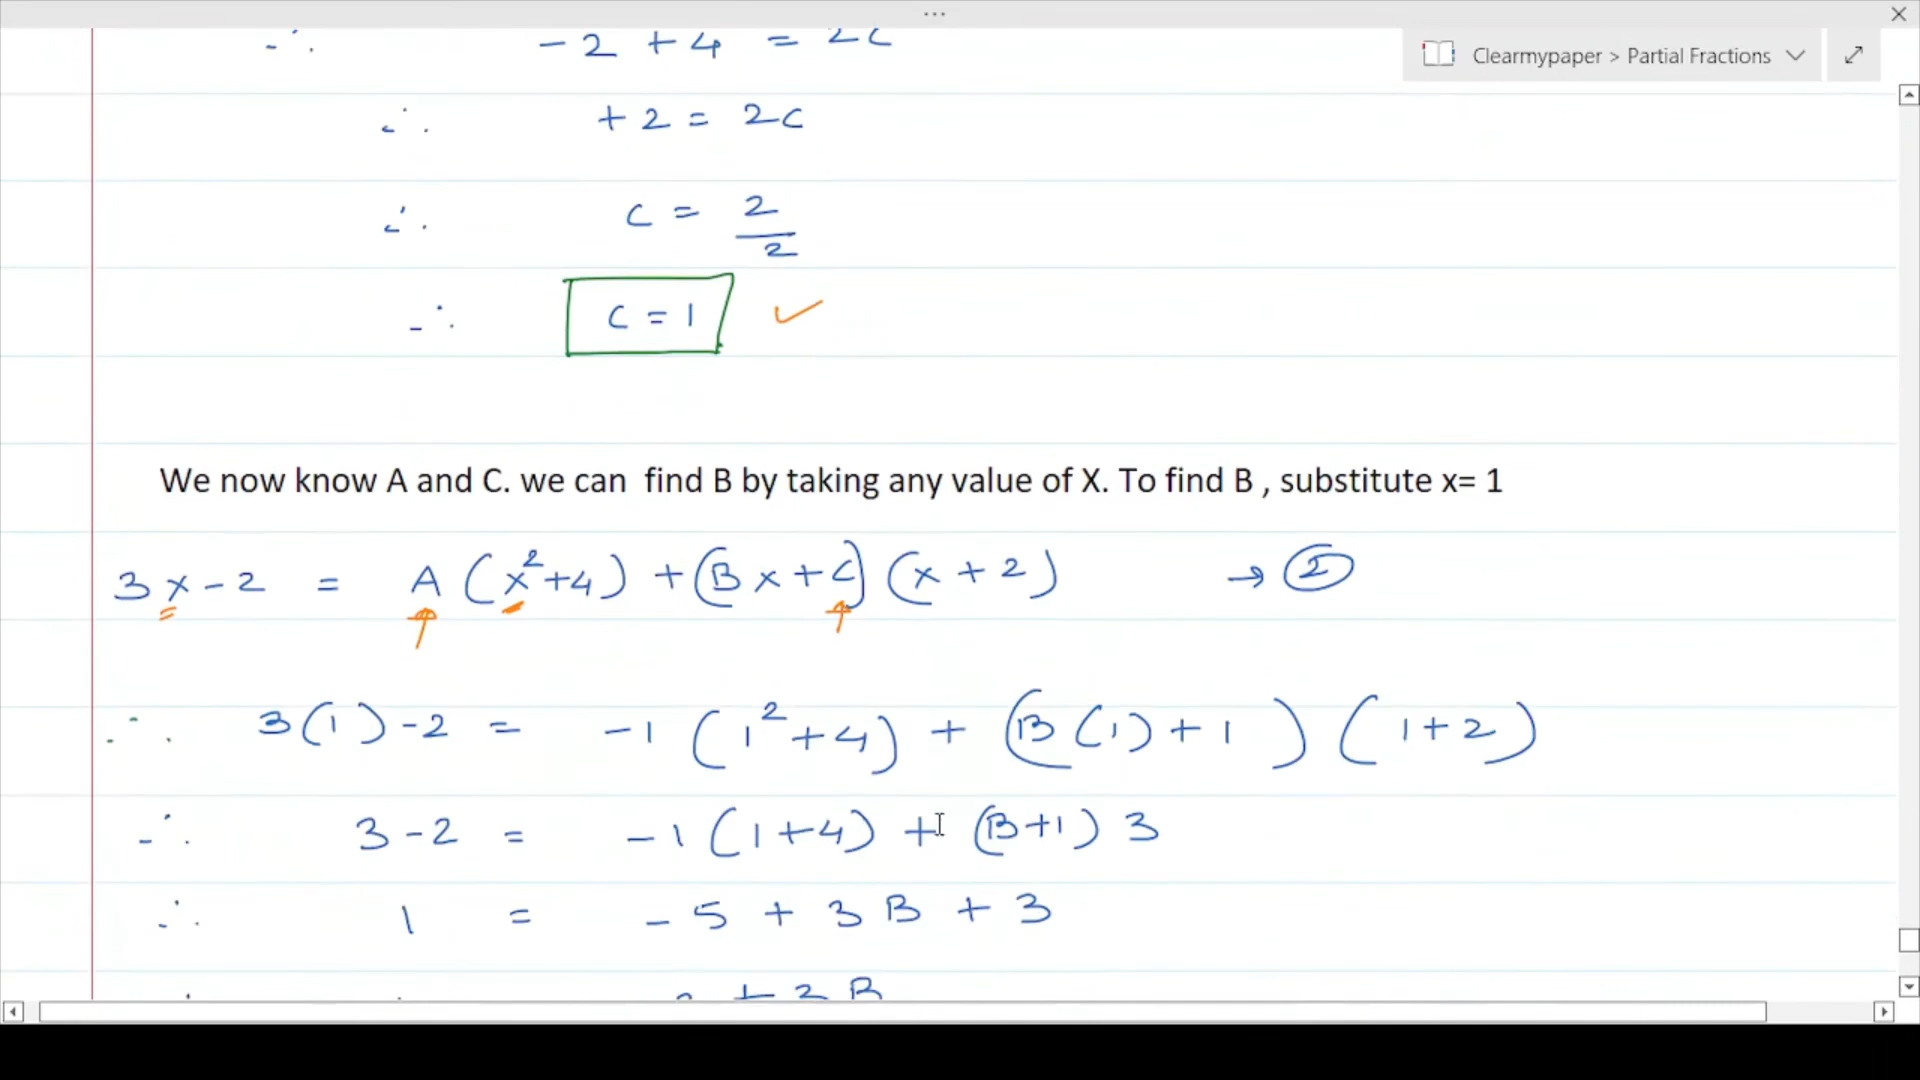 ...
Clearmypaper > Partial Fractions
∴ -2 + 4 = 2C
∴ +2 = 2C
∴ C = 2/2
∴ C = 1 ✓
We now know A and C. we can find B by taking any value of X. To find B , substitute x= 1
3x - 2 = A (x²+4) + (Bx + C) (x + 2) → ②
∴ 3(1) - 2 = -1 (1² + 4) + (B(1) + 1) (1 + 2)
∴ 3 - 2 = -1 (1 + 4) + (B+1) 3
∴ 1 = -5 + 3B + 3